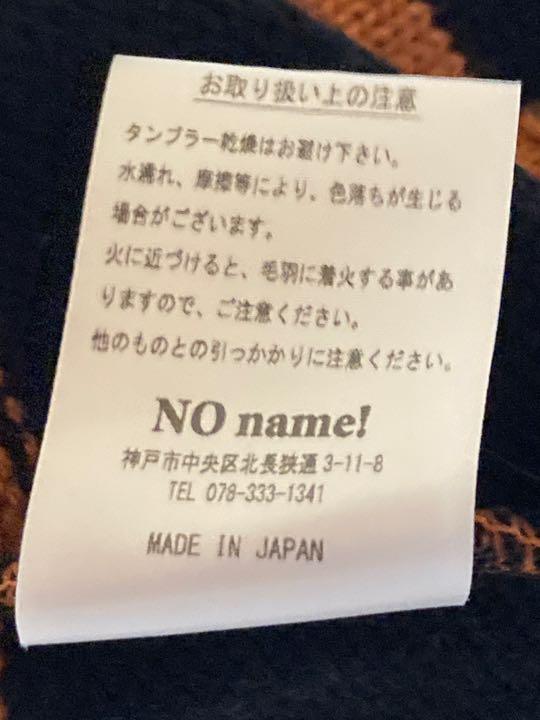 お取り扱い上の注意
タンブラー乾燥はお避け下さい。
水濡れ、摩擦等により、色落ちが生じる
場合がございます。
火に近づけると、毛羽に着火する事があ
りますので、ご注意ください。
他のものとの引っかかりに注意ください。
NO name!
神戸市中央区北長狭通3-11-8
TEL 078-333-1341
MADE IN JAPAN